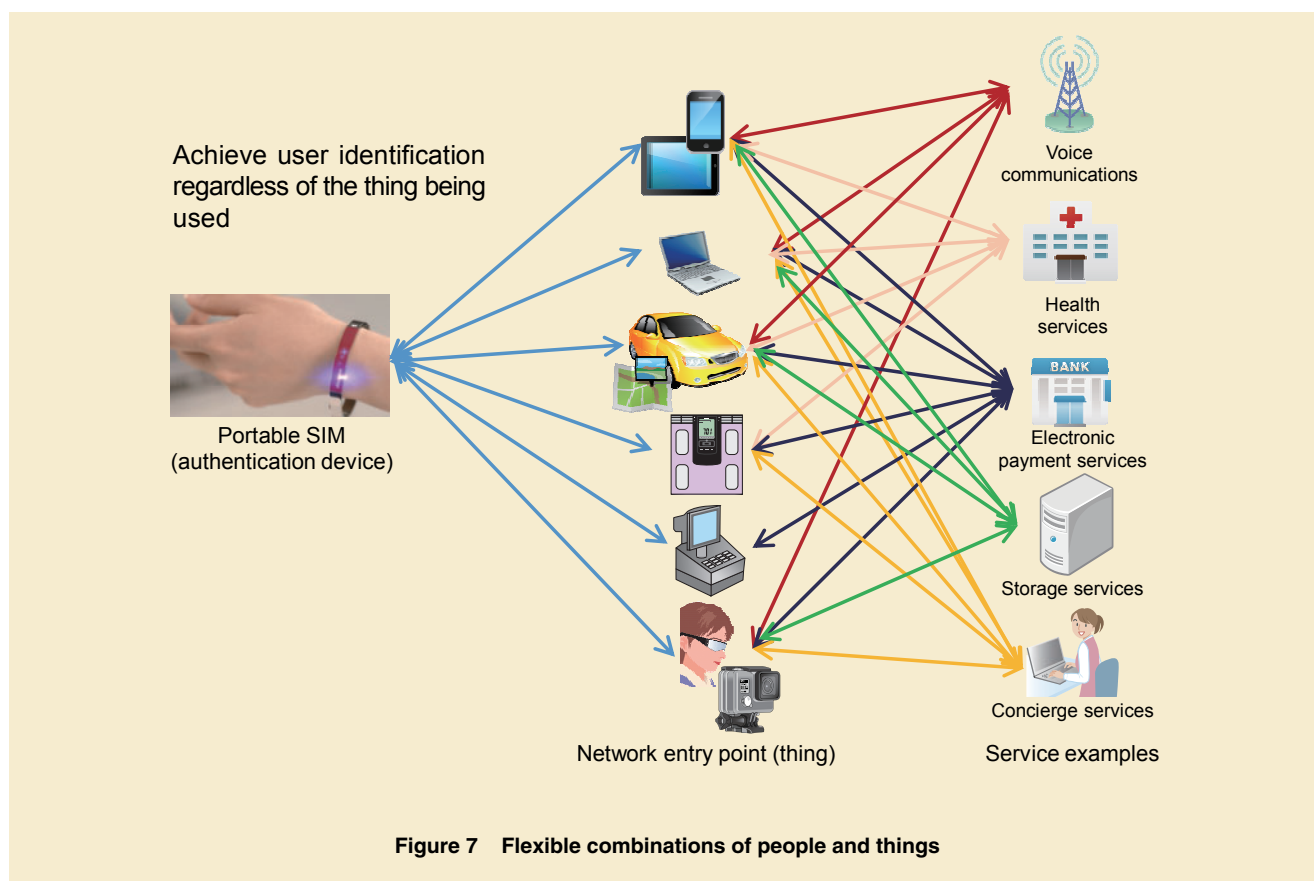 Achieve user identification
regardless of the thing being
used
Portable SIM
(authentication device)
Network entry point (thing)
Voice
communications
Health
services
BANK
Electronic
payment services
Storage services
Concierge services
Service examples
Figure 7 Flexible combinations of people and things